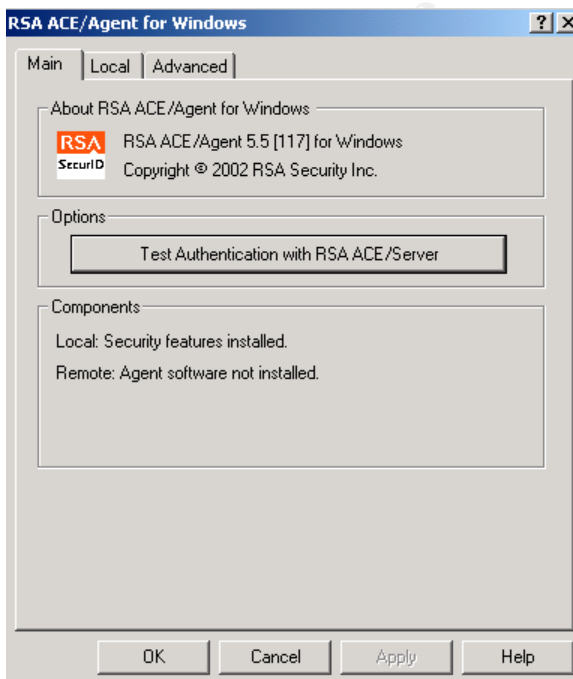 RSA ACE/Agent for Windows
Main Local Advanced
About RSA ACE/Agent for Windows
RSA
SecurID
RSA ACE/Agent 5.5 [117] for Windows
Copyright © 2002 RSA Security Inc.
Options
Test Authentication with RSA ACE/Server
Components
Local: Security features installed.
Remote: Agent software not installed.
OK Cancel Apply Help